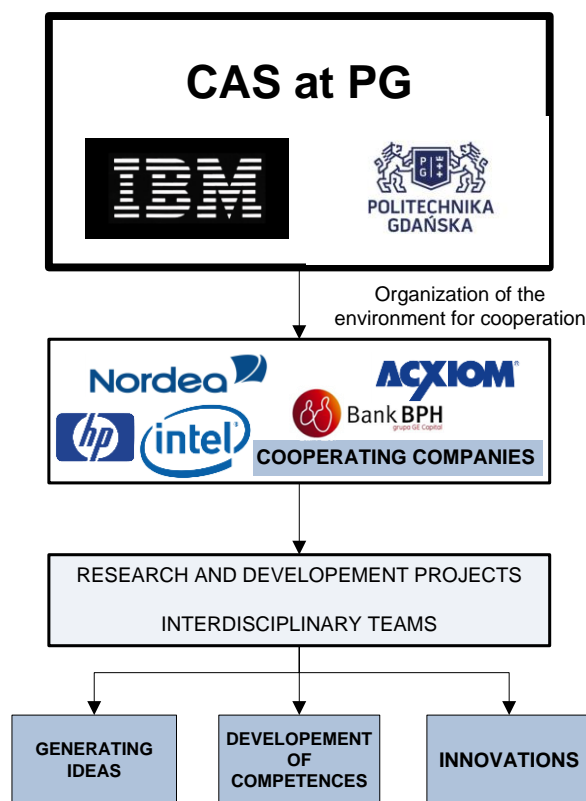 CAS at PG
IBM
P G
POLITECHNIKA
GDAŃSKA
Organization of the
environment for cooperation
Nordea
ACXIOM®
hp
intel®
Bank BPH
grupa GE Capital
COOPERATING COMPANIES
RESEARCH AND DEVELOPEMENT PROJECTS
INTERDISCIPLINARY TEAMS
GENERATING
IDEAS
DEVELOPEMENT
OF
COMPETENCES
INNOVATIONS